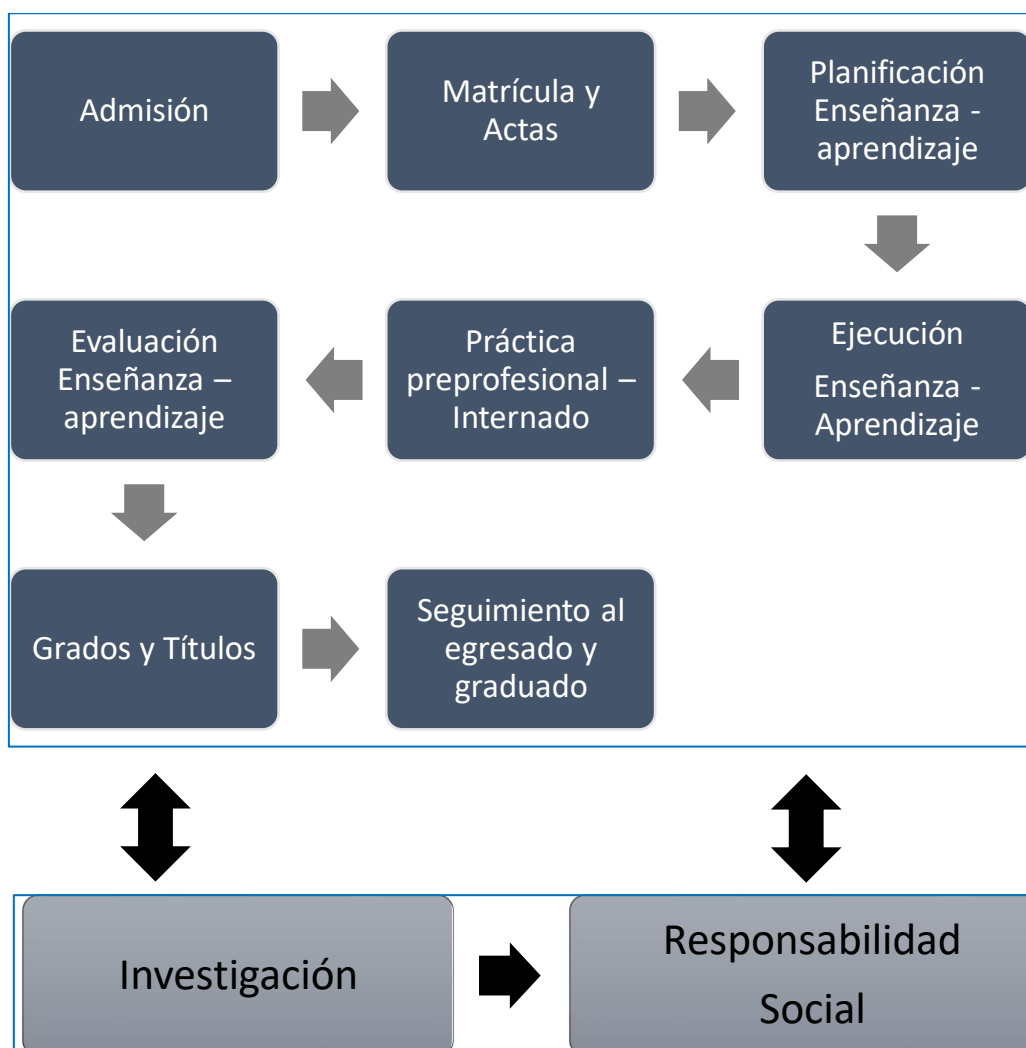 Admisión
Matrícula y
Actas
Planificación
Enseñanza -
aprendizaje
Evaluación
Enseñanza –
aprendizaje
Práctica
preprofesional –
Internado
Ejecución
Enseñanza -
Aprendizaje
Grados y Títulos
Seguimiento al
egresado y
graduado
Investigación
Responsabilidad
Social